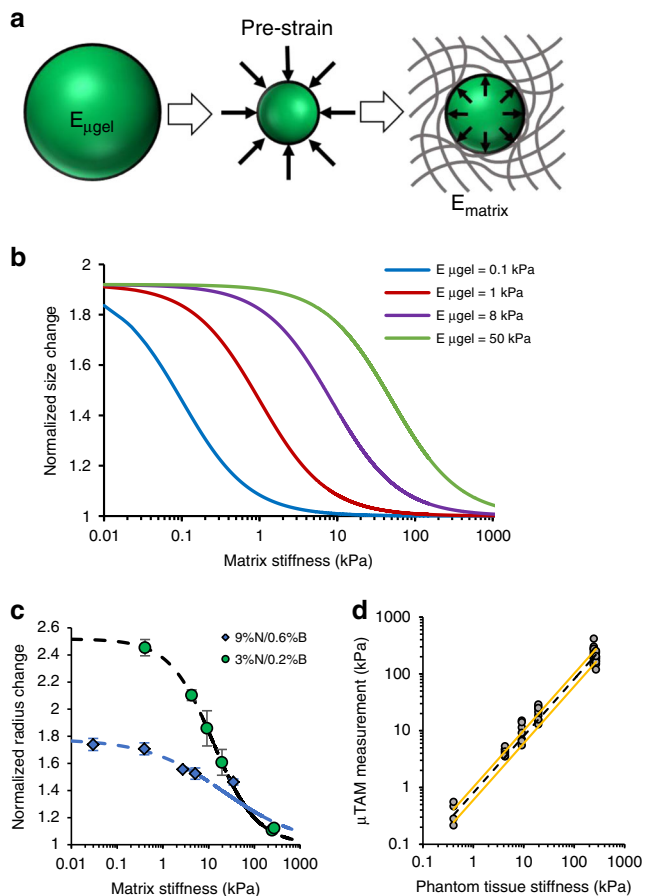 a
Pre-strain
Eμgel
Ematrix
b
Normalized size change
2
1.8
1.6
1.4
1.2
1
0.01 0.1 1 10 100 1000
Matrix stiffness (kPa)
E μgel = 0.1 kPa
E μgel = 1 kPa
E μgel = 8 kPa
E μgel = 50 kPa
c
Normalized radius change
2.6
2.4
2.2
2
1.8
1.6
1.4
1.2
1
0.01 0.1 1 10 100 1000
Matrix stiffness (kPa)
9%N/0.6%B
3%N/0.2%B
d
μTAM measurement (kPa)
1000
100
10
1
0.1
0.1 1 10 100 1000
Phantom tissue stiffness (kPa)